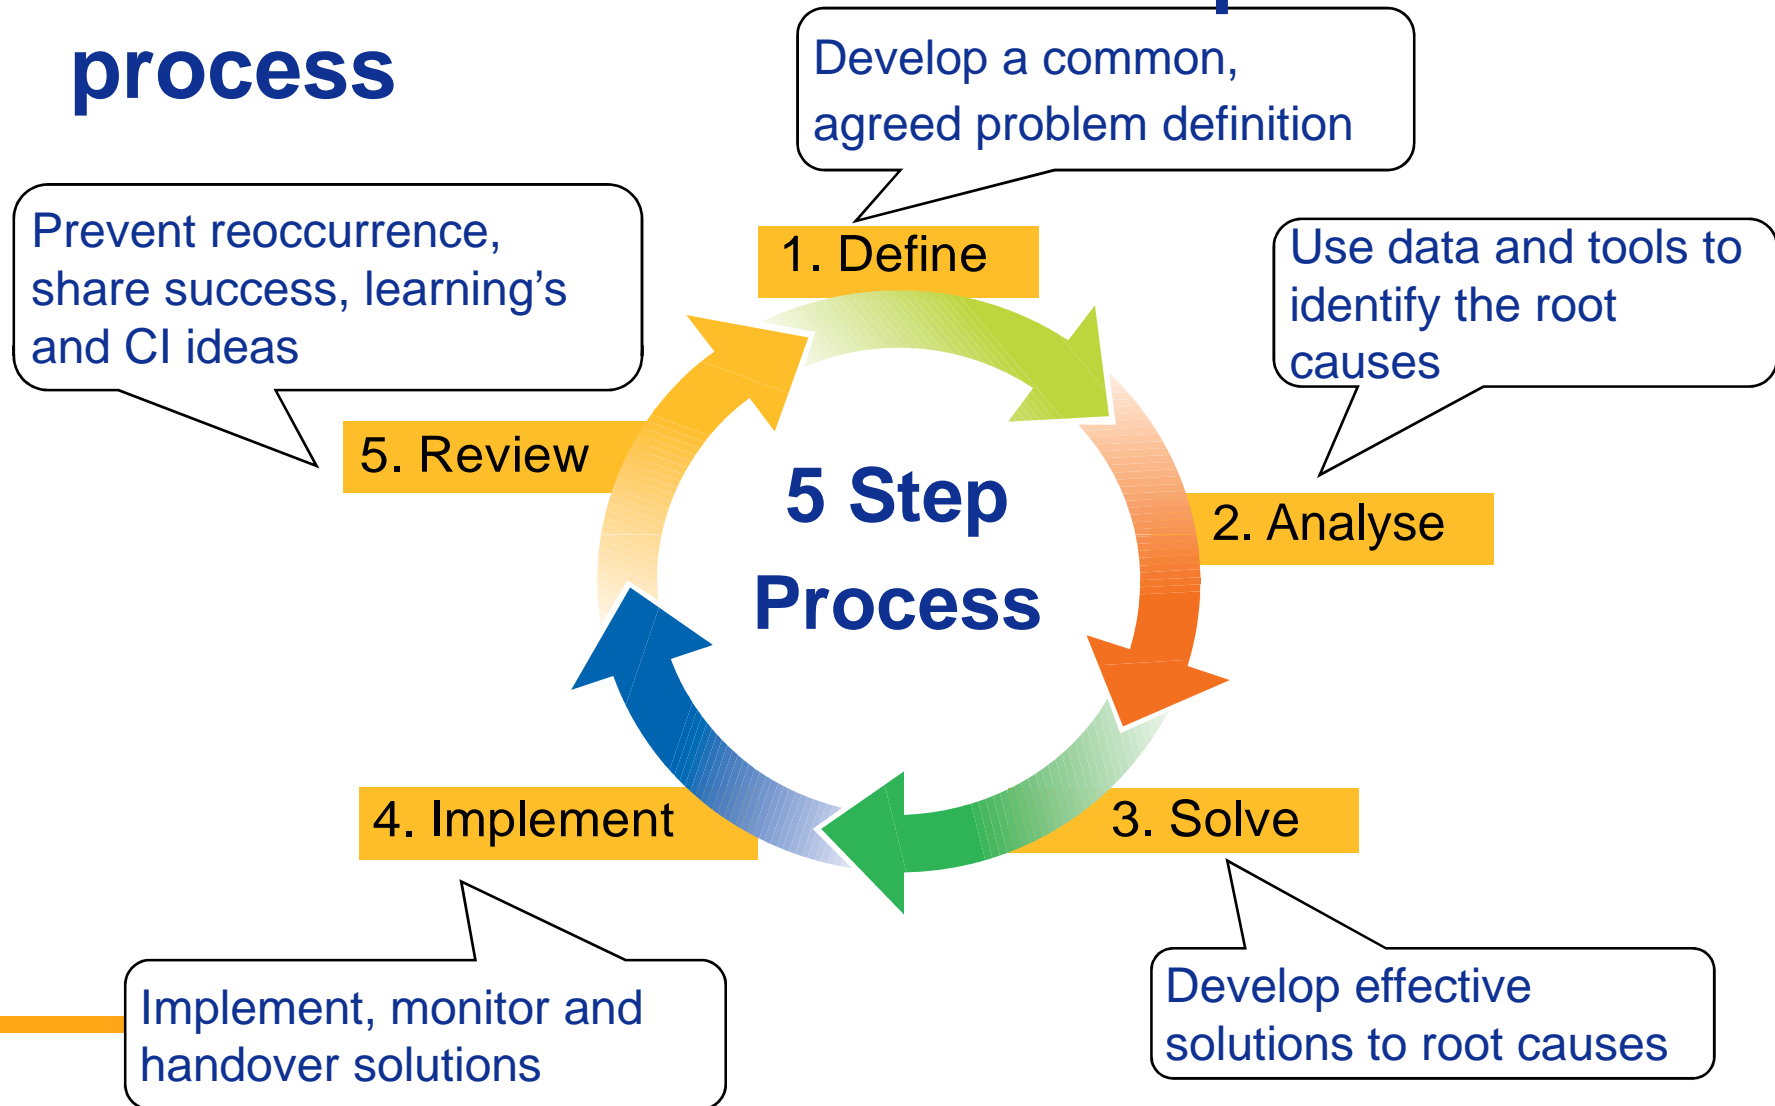 process
Develop a common,
agreed problem definition
Prevent reoccurrence,
share success, learning's
and CI ideas
1. Define
Use data and tools to
identify the root
causes
5. Review
2. Analyse
5 Step
Process
4. Implement
3. Solve
Implement, monitor and
handover solutions
Develop effective
solutions to root causes